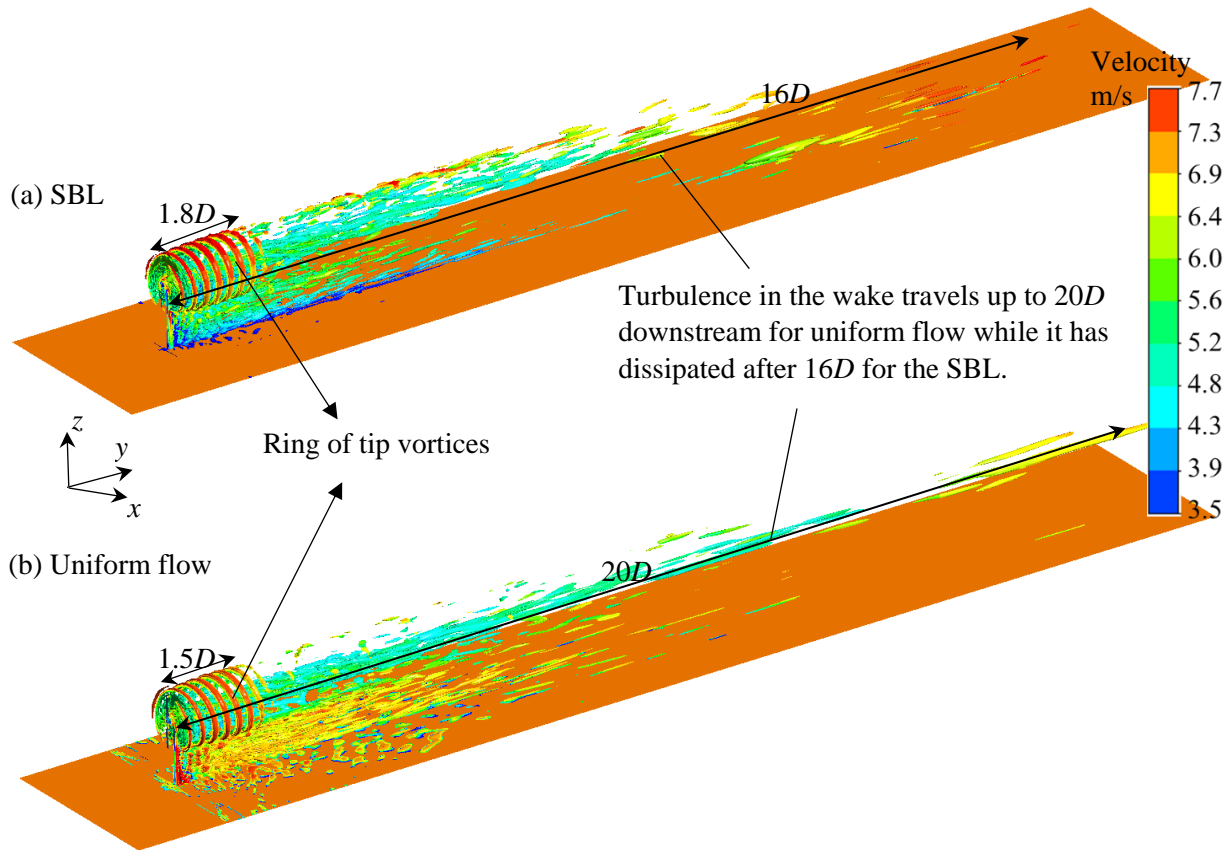 Velocity
m/s
7.7
7.3
6.9
6.4
6.0
5.6
5.2
4.8
4.3
3.9
3.5
16D
(a) SBL
1.8D
Turbulence in the wake travels up to 20D
downstream for uniform flow while it has
dissipated after 16D for the SBL.
z
y
x
Ring of tip vortices
(b) Uniform flow
20D
1.5D